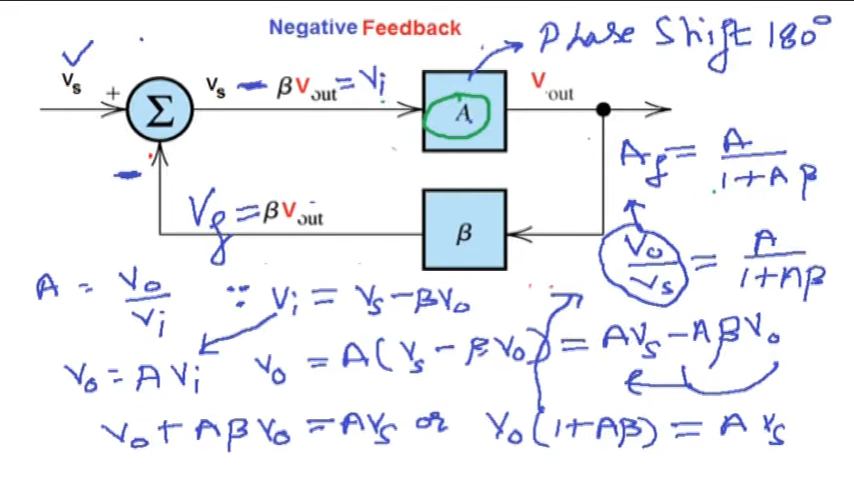 Negative Feedback
Phase Shift 180°
Vs + Σ Vs - βVout = Vi A Vout
-
Vf = βVout β
Af = A / 1 + Aβ
Vo / Vs = A / 1 + Aβ
A = Vo / Vi ∵ Vi = Vs - βVo
Vo = AVi Vo = A(Vs - βVo) = AVs - AβVo
Vo + AβVo = AVs or Vo(1 + Aβ) = AVs